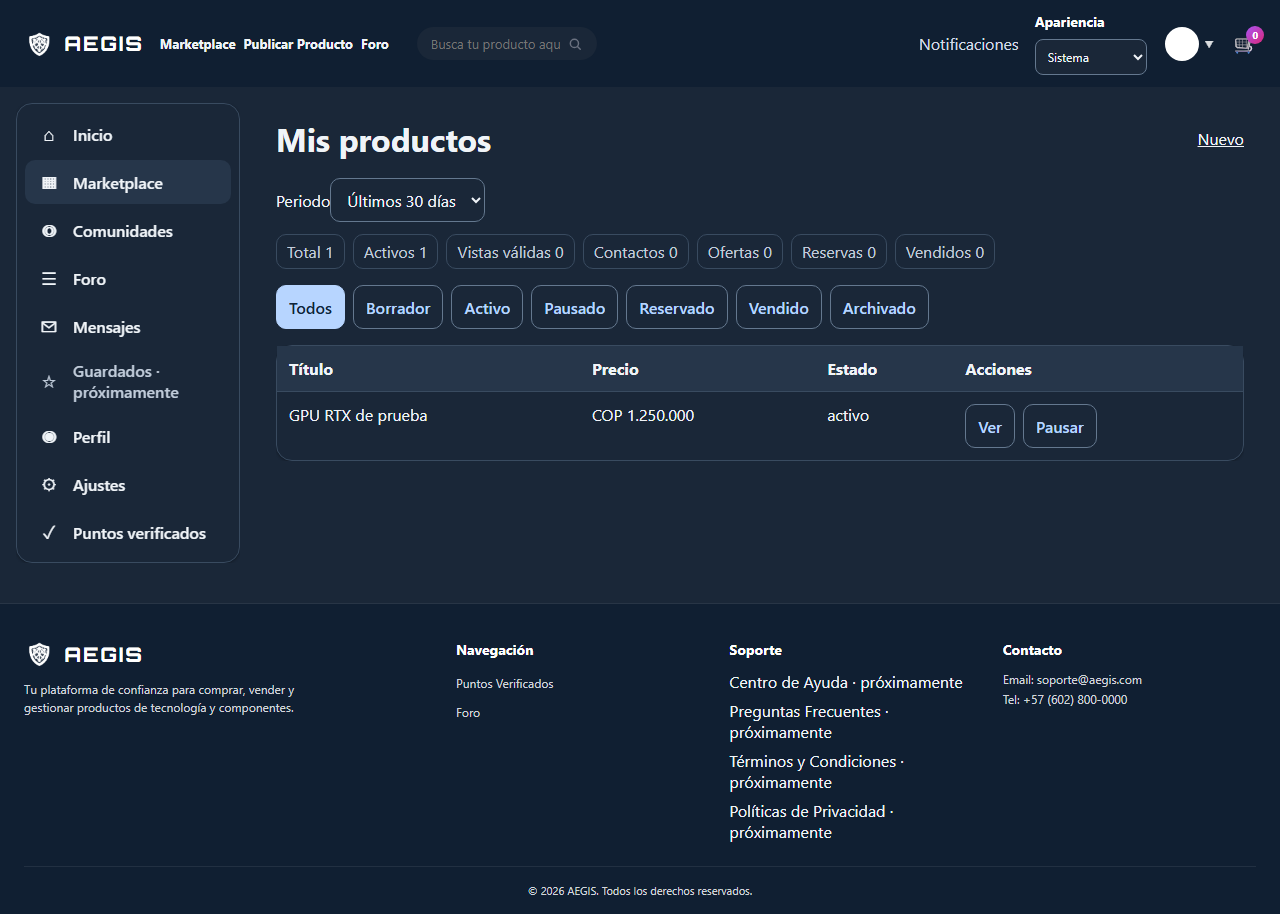 AEGIS
Marketplace Publicar Producto Foro
Busca tu producto aqu
Notificaciones
Apariencia
Sistema
0
Inicio
Marketplace
Comunidades
Foro
Mensajes
Guardados ·
próximamente
Perfil
Ajustes
Puntos verificados
Mis productos
Nuevo
Periodo Últimos 30 días
Total 1 Activos 1 Vistas válidas 0 Contactos 0 Ofertas 0 Reservas 0 Vendidos 0
Todos Borrador Activo Pausado Reservado Vendido Archivado
Título Precio Estado Acciones
GPU RTX de prueba COP 1.250.000 activo Ver Pausar
AEGIS
Tu plataforma de confianza para comprar, vender y
gestionar productos de tecnología y componentes.
Navegación
Puntos Verificados
Foro
Soporte
Centro de Ayuda · próximamente
Preguntas Frecuentes ·
próximamente
Términos y Condiciones ·
próximamente
Políticas de Privacidad ·
próximamente
Contacto
Email: soporte@aegis.com
Tel: +57 (602) 800-0000
© 2026 AEGIS. Todos los derechos reservados.